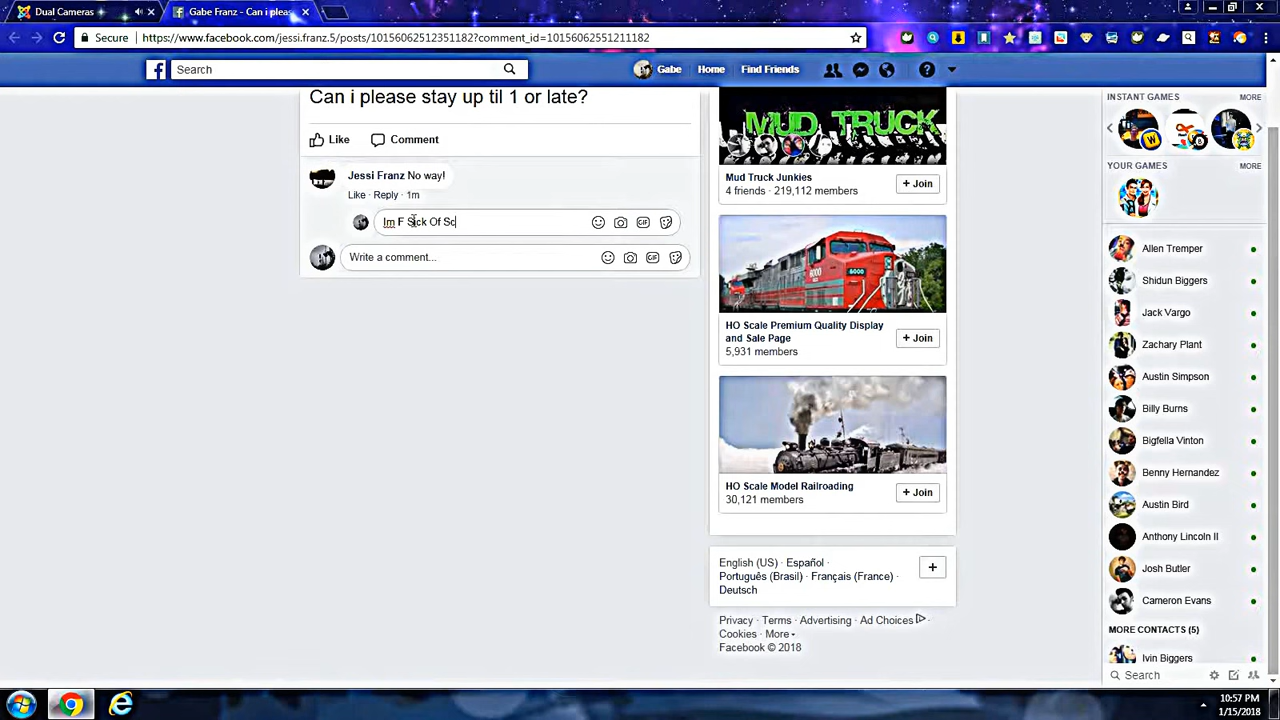 Dual Cameras
Gabe Franz - Can i pleas
Secure
https://www.facebook.com/jessi.franz.5/posts/10156062512351182?comment_id=10156062551211182
Search
Gabe
Home
Find Friends
Can i please stay up til 1 or late?
Like
Comment
Jessi Franz No way!
Like · Reply · 1m
Im F Sick Of Sc
Write a comment...
MUD TRUCK
Mud Truck Junkies
4 friends · 219,112 members
+ Join
6000
HO Scale Premium Quality Display
and Sale Page
5,931 members
+ Join
HO Scale Model Railroading
30,121 members
+ Join
English (US) · Español ·
Português (Brasil) · Français (France) ·
Deutsch
Privacy · Terms · Advertising · Ad Choices ·
Cookies · More
Facebook © 2018
INSTANT GAMES
MORE
YOUR GAMES
MORE
Allen Tremper
Shidun Biggers
Jack Vargo
Zachary Plant
Austin Simpson
Billy Burns
Bigfella Vinton
Benny Hernandez
Austin Bird
Anthony Lincoln II
Josh Butler
Cameron Evans
MORE CONTACTS (5)
Ivin Biggers
Search
10:57 PM
1/15/2018